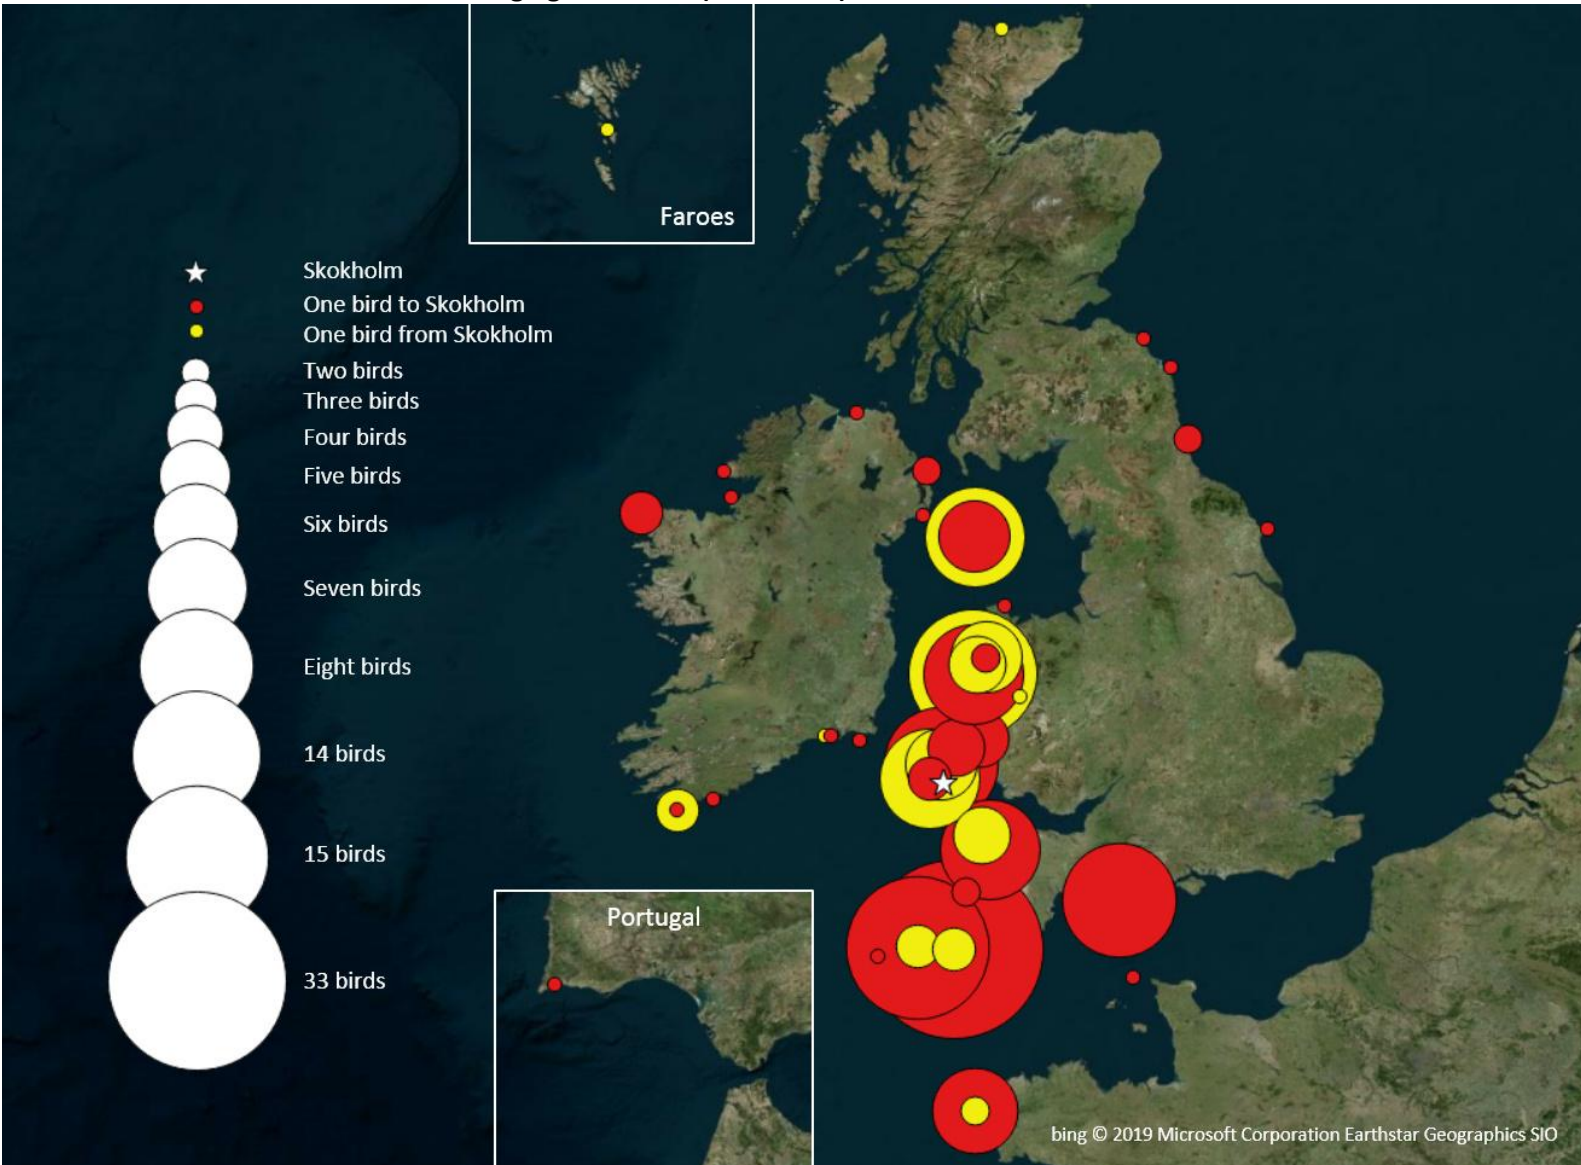 Faroes
Skokholm
One bird to Skokholm
One bird from Skokholm
Two birds
Three birds
Four birds
Five birds
Six birds
Seven birds
Eight birds
14 birds
15 birds
33 birds
Portugal
bing © 2019 Microsoft Corporation Earthstar Geographics SIO